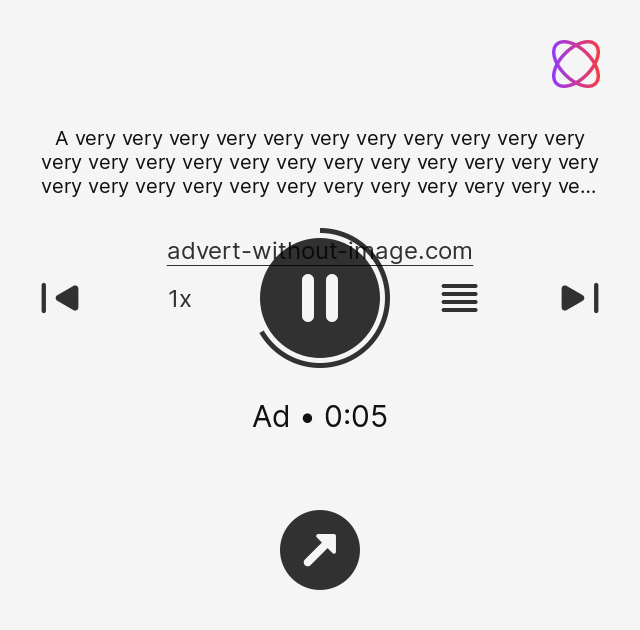 A very very very very very very very very very very very
very very very very very very very very very very very very
very very very very very very very very very very very ve...
advert-without-image.com
1x
Ad • 0:05